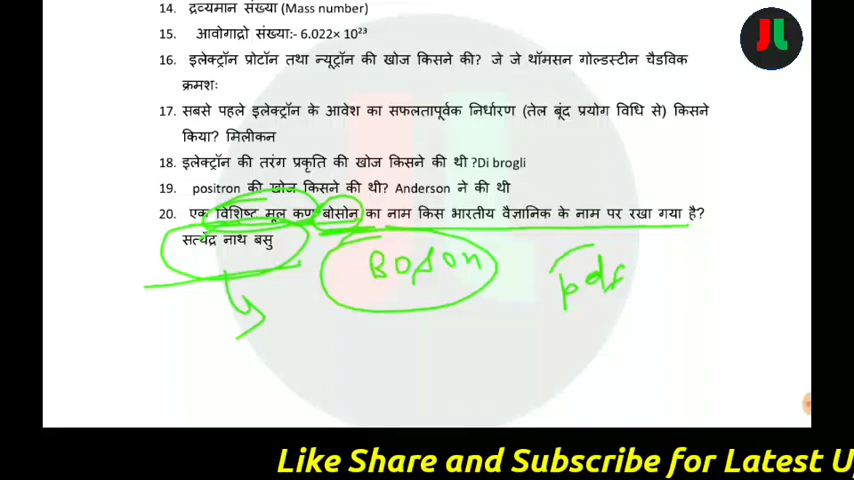 14. द्रव्यमान संख्या (Mass number)
15. आवोगाद्रो संख्या:- 6.022× 10²³
16. इलेक्ट्रॉन प्रोटॉन तथा न्यूट्रॉन की खोज किसने की? जे जे थॉमसन गोल्डस्टीन चैडविक
क्रमशः
17. सबसे पहले इलेक्ट्रॉन के आवेश का सफलतापूर्वक निर्धारण (तेल बूंद प्रयोग विधि से) किसने
किया? मिलीकन
18. इलेक्ट्रॉन की तरंग प्रकृति की खोज किसने की थी ?Di brogli
19. positron की खोज किसने की थी? Anderson ने की थी
20. एक विशिष्ट मूल कण बोसोन का नाम किस भारतीय वैज्ञानिक के नाम पर रखा गया है?
सत्येंद्र नाथ बसु
Boson
pdf
Like Share and Subscribe for Latest U